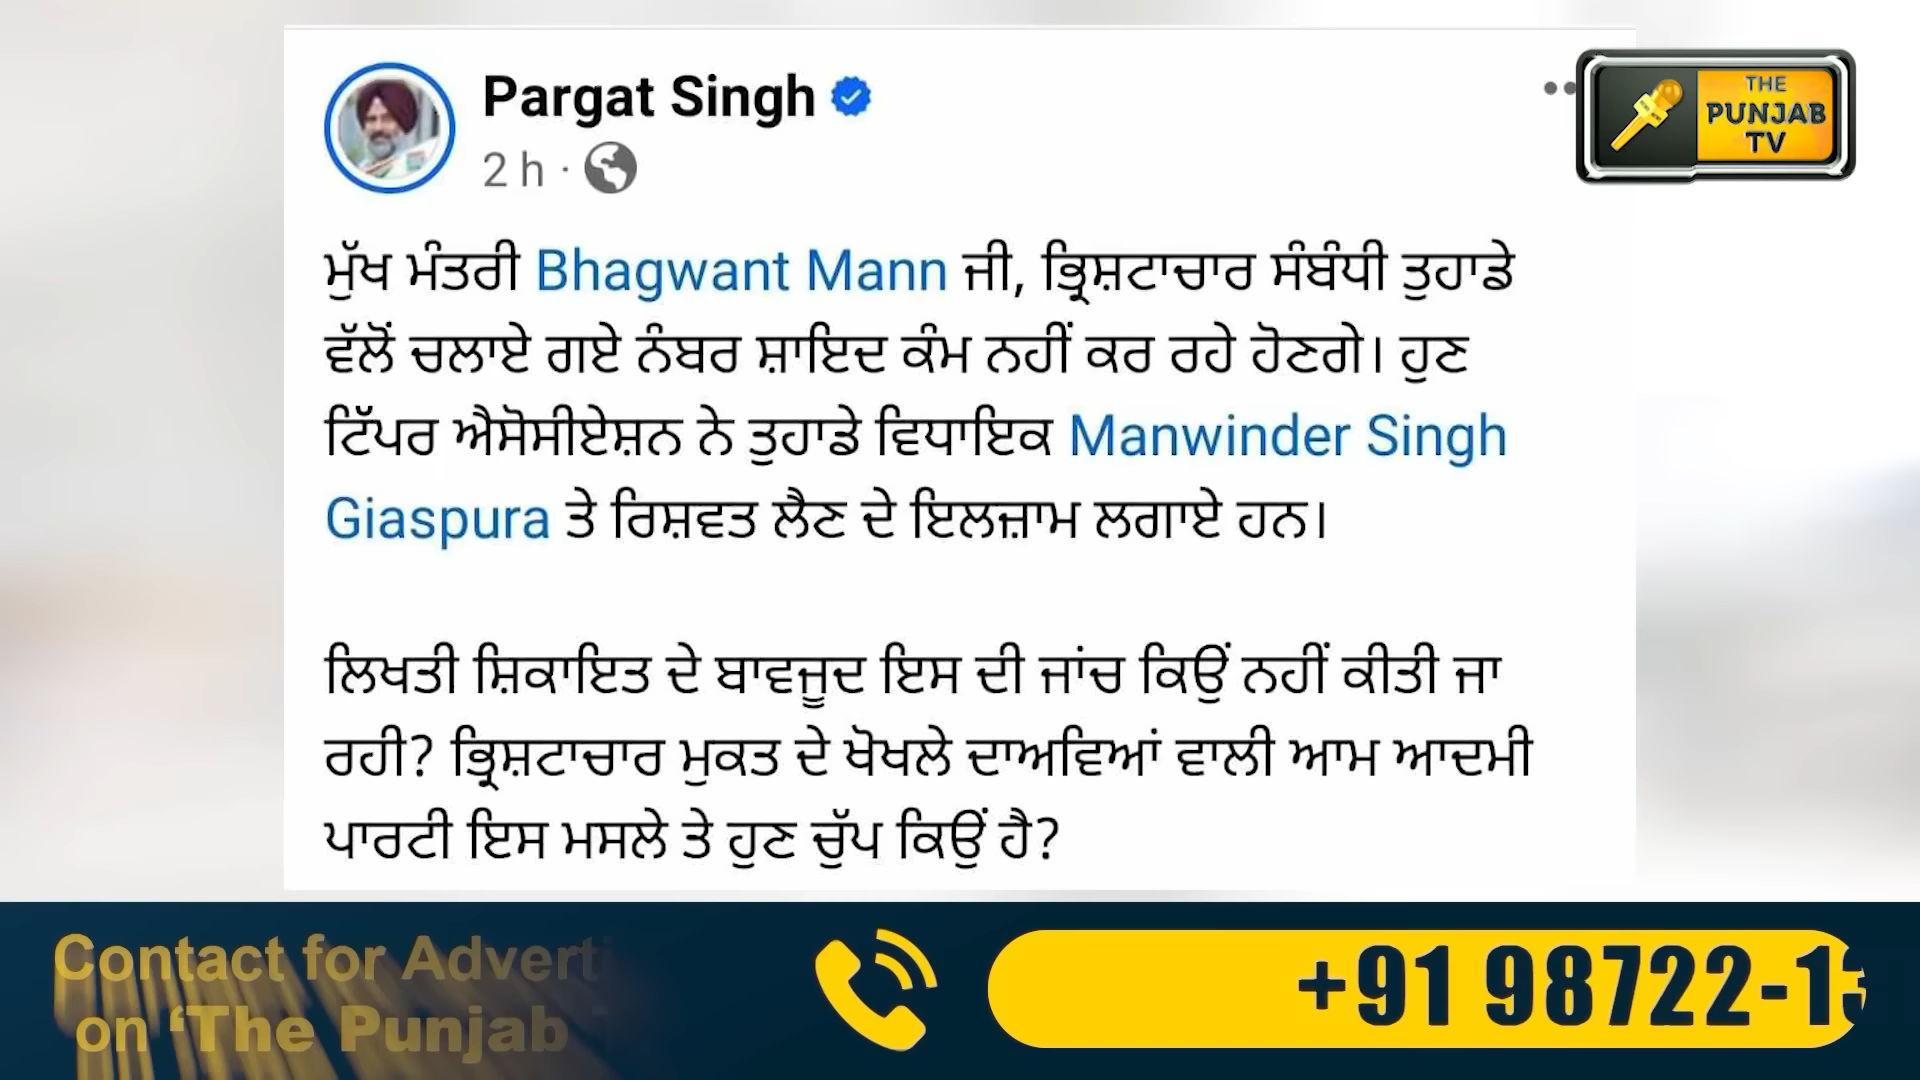 Pargat Singh
2 h ·
ਮੁੱਖ ਮੰਤਰੀ Bhagwant Mann ਜੀ, ਭ੍ਰਿਸ਼ਟਾਚਾਰ ਸੰਬੰਧੀ ਤੁਹਾਡੇ
ਵੱਲੋਂ ਚਲਾਏ ਗਏ ਨੰਬਰ ਸ਼ਾਇਦ ਕੰਮ ਨਹੀਂ ਕਰ ਰਹੇ ਹੋਣਗੇ। ਹੁਣ
ਟਿੱਪਰ ਐਸੋਸੀਏਸ਼ਨ ਨੇ ਤੁਹਾਡੇ ਵਿਧਾਇਕ Manwinder Singh
Giaspura ਤੇ ਰਿਸ਼ਵਤ ਲੈਣ ਦੇ ਇਲਜ਼ਾਮ ਲਗਾਏ ਹਨ।
ਲਿਖਤੀ ਸ਼ਿਕਾਇਤ ਦੇ ਬਾਵਜੂਦ ਇਸ ਦੀ ਜਾਂਚ ਕਿਉਂ ਨਹੀਂ ਕੀਤੀ ਜਾ
ਰਹੀ? ਭ੍ਰਿਸ਼ਟਾਚਾਰ ਮੁਕਤ ਦੇ ਖੋਖਲੇ ਦਾਅਵਿਆਂ ਵਾਲੀ ਆਮ ਆਦਮੀ
ਪਾਰਟੀ ਇਸ ਮਸਲੇ ਤੇ ਹੁਣ ਚੁੱਪ ਕਿਉਂ ਹੈ?
THE
PUNJAB
TV
Contact for Advert
on ‘The Punjab
+91 98722-1